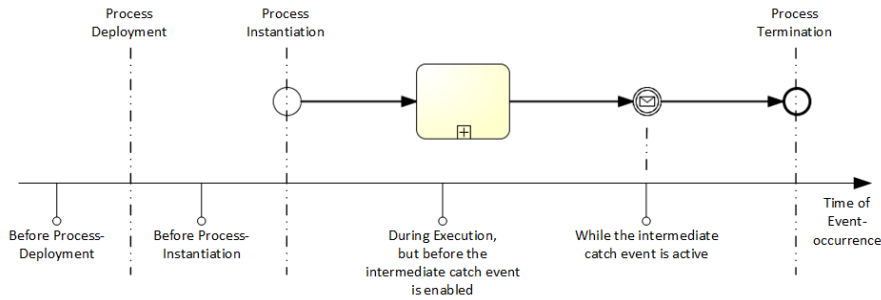 Process
Deployment
Process
Instantiation
Process
Termination
Before Process-
Deployment
Before Process-
Instantiation
During Execution,
but before the
intermediate catch event
is enabled
While the intermediate
catch event is active
Time of
Event-
occurrence